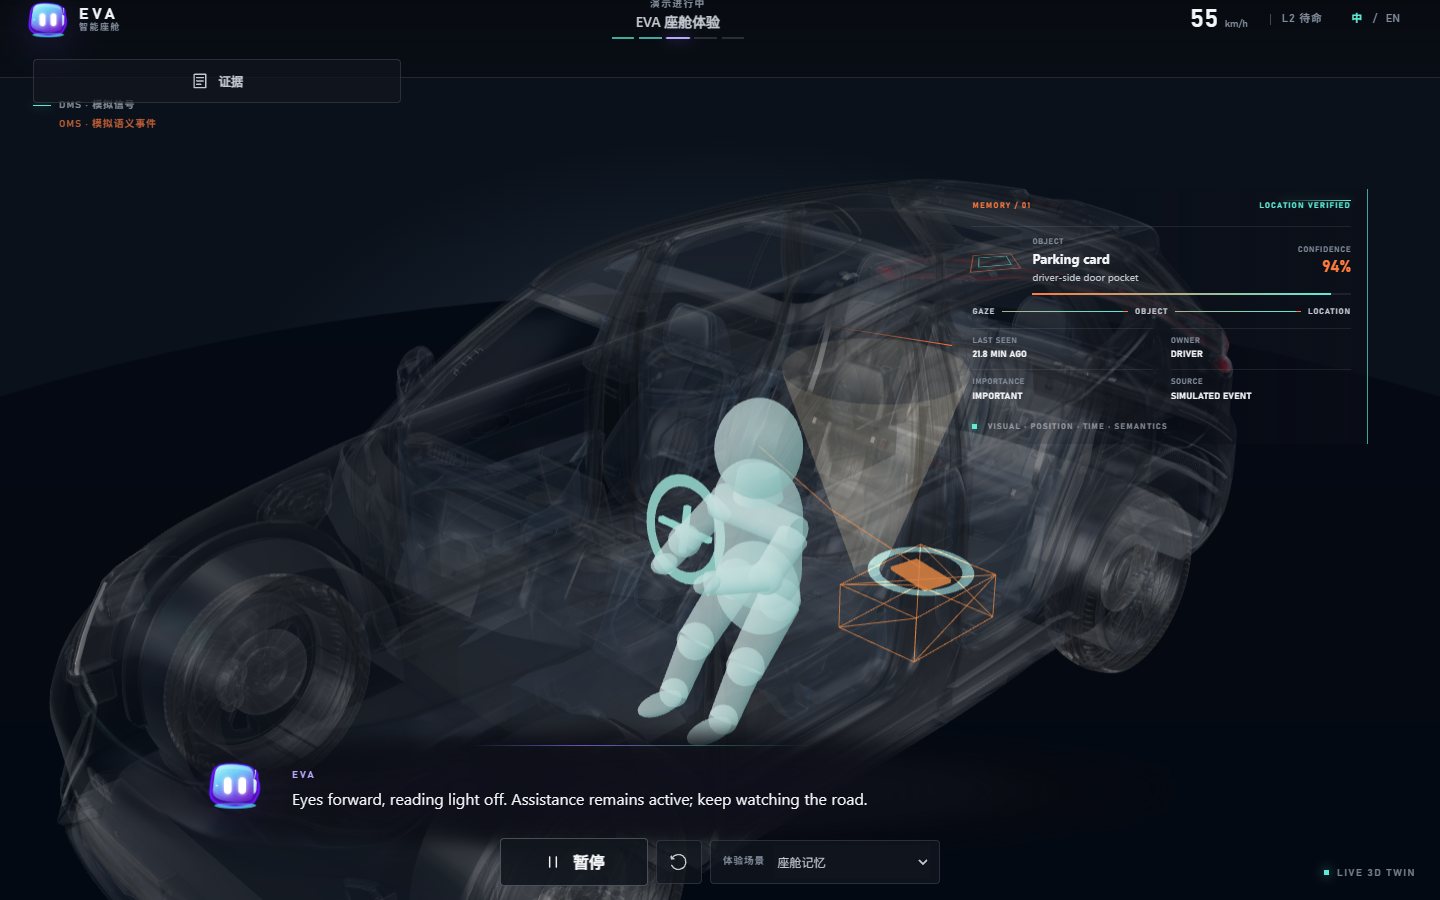 EVA
智能座舱
演示进行中
EVA 座舱体验
55 km/h
L2 待命
中 / EN
证据
DMS · 模拟信号
OMS · 模拟语义事件
MEMORY / 01
LOCATION VERIFIED
OBJECT
Parking card
driver-side door pocket
CONFIDENCE
94%
GAZE
OBJECT
LOCATION
LAST SEEN
21.8 MIN AGO
OWNER
DRIVER
IMPORTANCE
IMPORTANT
SOURCE
SIMULATED EVENT
VISUAL · POSITION · TIME · SEMANTICS
EVA
Eyes forward, reading light off. Assistance remains active; keep watching the road.
暂停
体验场景 座舱记忆
LIVE 3D TWIN